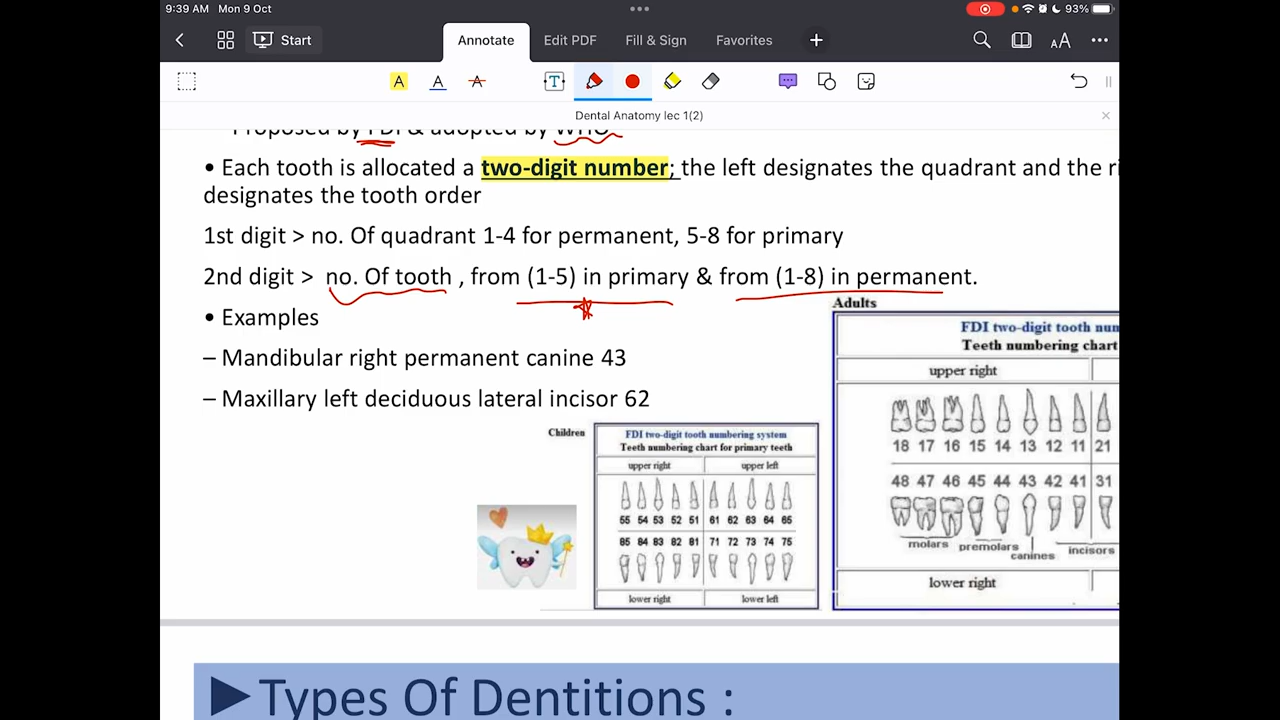 9:39 AM Mon 9 Oct
93%
Start
Annotate
Edit PDF
Fill & Sign
Favorites
Dental Anatomy lec 1(2)
Proposed by FDI & adopted by WHO
• Each tooth is allocated a two-digit number; the left designates the quadrant and the
designates the tooth order
1st digit > no. Of quadrant 1-4 for permanent, 5-8 for primary
2nd digit > no. Of tooth , from (1-5) in primary & from (1-8) in permanent.
• Examples
– Mandibular right permanent canine 43
– Maxillary left deciduous lateral incisor 62
Adults
FDI two-digit tooth
Teeth numbering chart
upper right
18 17 16 15 14 13 12 11 21
48 47 46 45 44 43 42 41 31
molars premolars canines incisors
lower right
Children
FDI two-digit tooth numbering system
Teeth numbering chart for primary teeth
upper right upper left
55 54 53 52 51 61 62 63 64 65
85 84 83 82 81 71 72 73 74 75
lower right lower left
Types Of Dentitions :